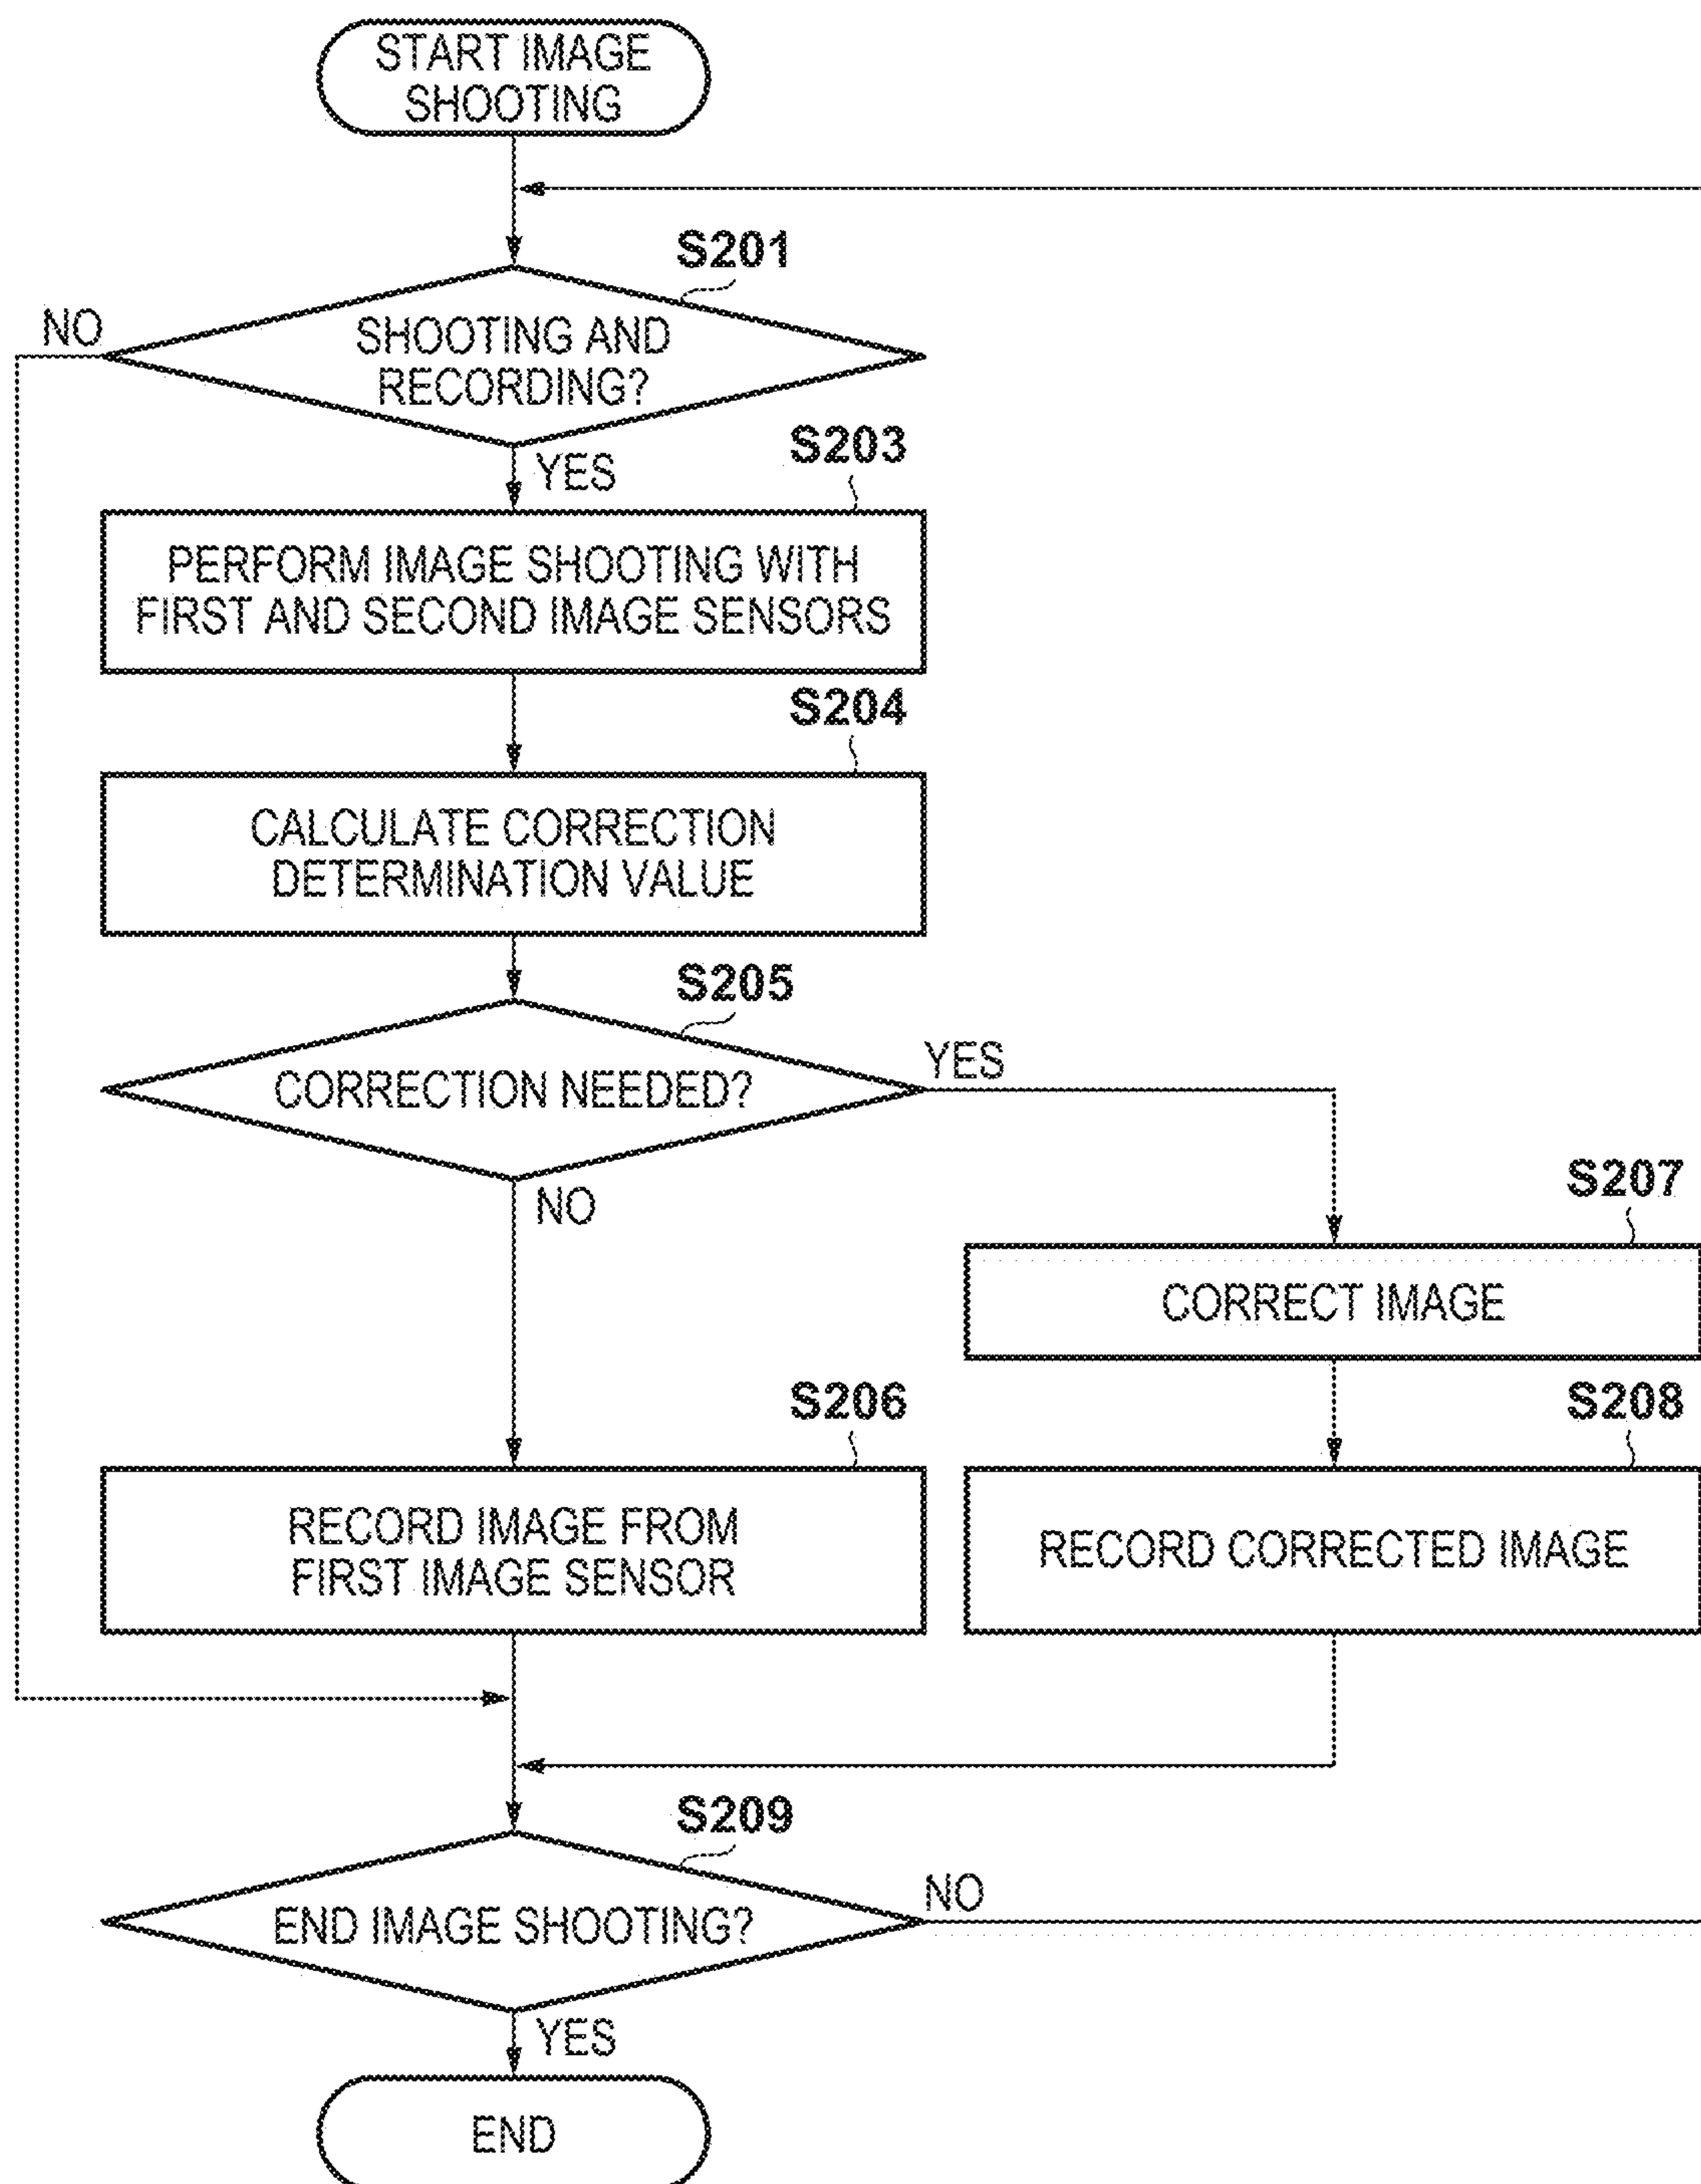 START IMAGE
SHOOTING
S201
NO
SHOOTING AND
RECORDING?
YES
S203
PERFORM IMAGE SHOOTING WITH
FIRST AND SECOND IMAGE SENSORS
S204
CALCULATE CORRECTION
DETERMINATION VALUE
S205
CORRECTION NEEDED?
YES
NO
S207
CORRECT IMAGE
S206
S208
RECORD IMAGE FROM
FIRST IMAGE SENSOR
RECORD CORRECTED IMAGE
S209
END IMAGE SHOOTING?
NO
YES
END